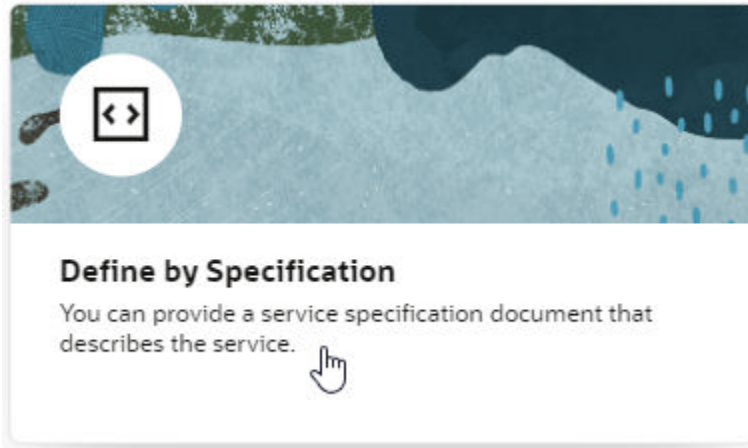 Define by Specification
You can provide a service specification document that
describes the service.